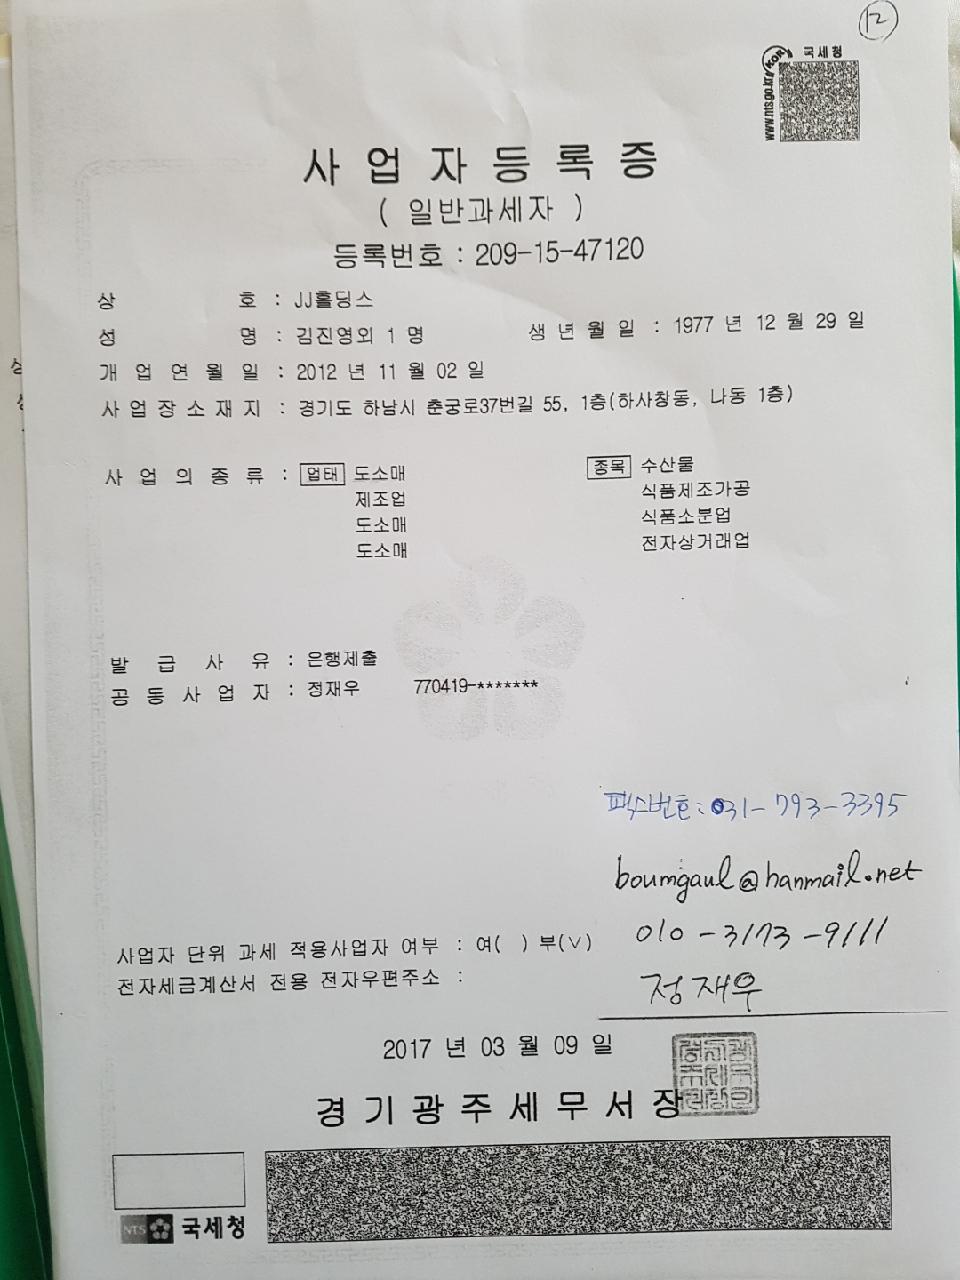 12
국세청
www.nts.go.kr
KOR
사업자등록증
( 일반과세자 )
등록번호 : 209-15-47120
상 호 : JJ홀딩스
성 명 : 김진영외 1 명 생 년 월 일 : 1977 년 12 월 29 일
개 업 연 월 일 : 2012 년 11 월 02 일
사 업 장 소 재 지 : 경기도 하남시 춘궁로37번길 55, 1층(하사창동, 나동 1층)
사 업 의 종 류 : 업태 도소매 종목 수산물
제조업 식품제조가공
도소매 식품소분업
도소매 전자상거래업
발 급 사 유 : 은행제출
공 동 사 업 자 : 정재우 770419-*******
팩스번호 : 031-793-3395
boumgaul@hanmail.net
사업자 단위 과세 적용사업자 여부 : 여( ) 부(∨) 010-3173-9111
전자세금계산서 전용 전자우편주소 : 정재우
2017 년 03 월 09 일
경기광주세무서장
NTS 국세청